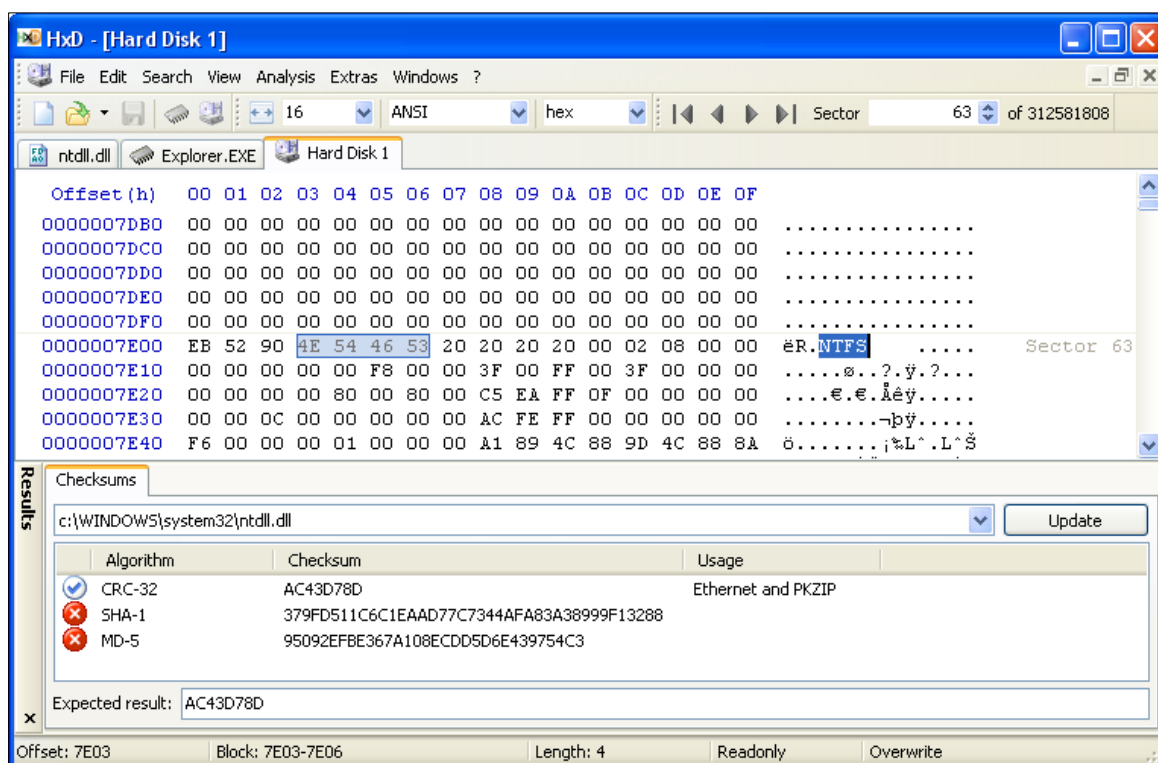 HxD - [Hard Disk 1]
File Edit Search View Analysis Extras Windows ?
16 ANSI hex Sector 63 of 312581808
ntdll.dll Explorer.EXE Hard Disk 1
Offset(h) 00 01 02 03 04 05 06 07 08 09 0A 0B 0C 0D 0E 0F
0000007DB0 00 00 00 00 00 00 00 00 00 00 00 00 00 00 00 00 ................
0000007DC0 00 00 00 00 00 00 00 00 00 00 00 00 00 00 00 00 ................
0000007DD0 00 00 00 00 00 00 00 00 00 00 00 00 00 00 00 00 ................
0000007DE0 00 00 00 00 00 00 00 00 00 00 00 00 00 00 00 00 ................
0000007DF0 00 00 00 00 00 00 00 00 00 00 00 00 00 00 00 00 ................
0000007E00 EB 52 90 4E 54 46 53 20 20 20 20 00 02 08 00 00 ëR.NTFS    ..... Sector 63
0000007E10 00 00 00 00 00 F8 00 00 3F 00 FF 00 3F 00 00 00 .....ø..?.ÿ.?...
0000007E20 00 00 00 00 80 00 80 00 C5 EA FF 0F 00 00 00 00 ....€.€.Åêÿ.....
0000007E30 00 00 0C 00 00 00 00 00 AC FE FF 00 00 00 00 00 ........¬þÿ.....
0000007E40 F6 00 00 00 01 00 00 00 A1 89 4C 88 9D 4C 88 8A ö.......¡‰Lˆ.LˆŠ
Results
Checksums
c:\WINDOWS\system32\ntdll.dll Update
Algorithm Checksum Usage
CRC-32 AC43D78D Ethernet and PKZIP
SHA-1 379FD511C6C1EAAD77C7344AFA83A38999F13288
MD-5 95092EFBE367A108ECDD5D6E439754C3
Expected result: AC43D78D
Offset: 7E03 Block: 7E03-7E06 Length: 4 Readonly Overwrite